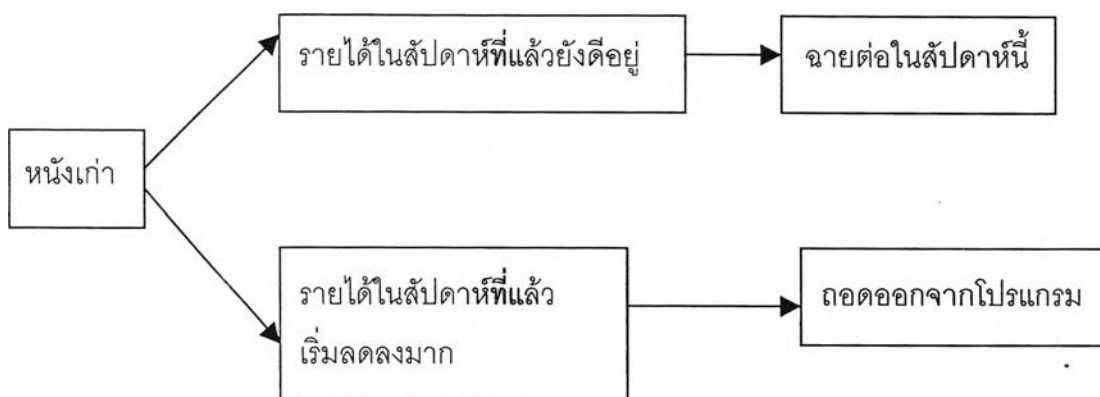 รายได้ในสัปดาห์ที่แล้วยังดีอยู่
ฉายต่อในสัปดาห์นี้
หนังเก่า
รายได้ในสัปดาห์ที่แล้ว
เริ่มลดลงมาก
ถอดออกจากโปรแกรม